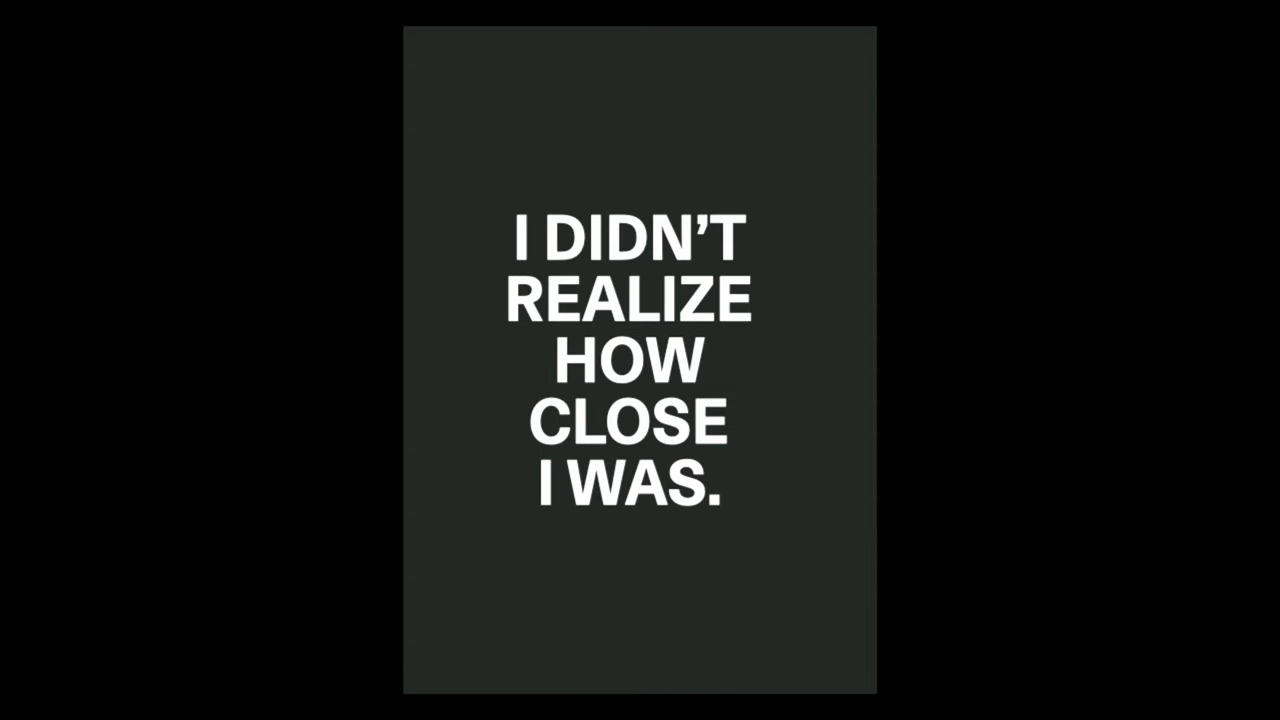 I DIDN’T
REALIZE
HOW
CLOSE
I WAS.